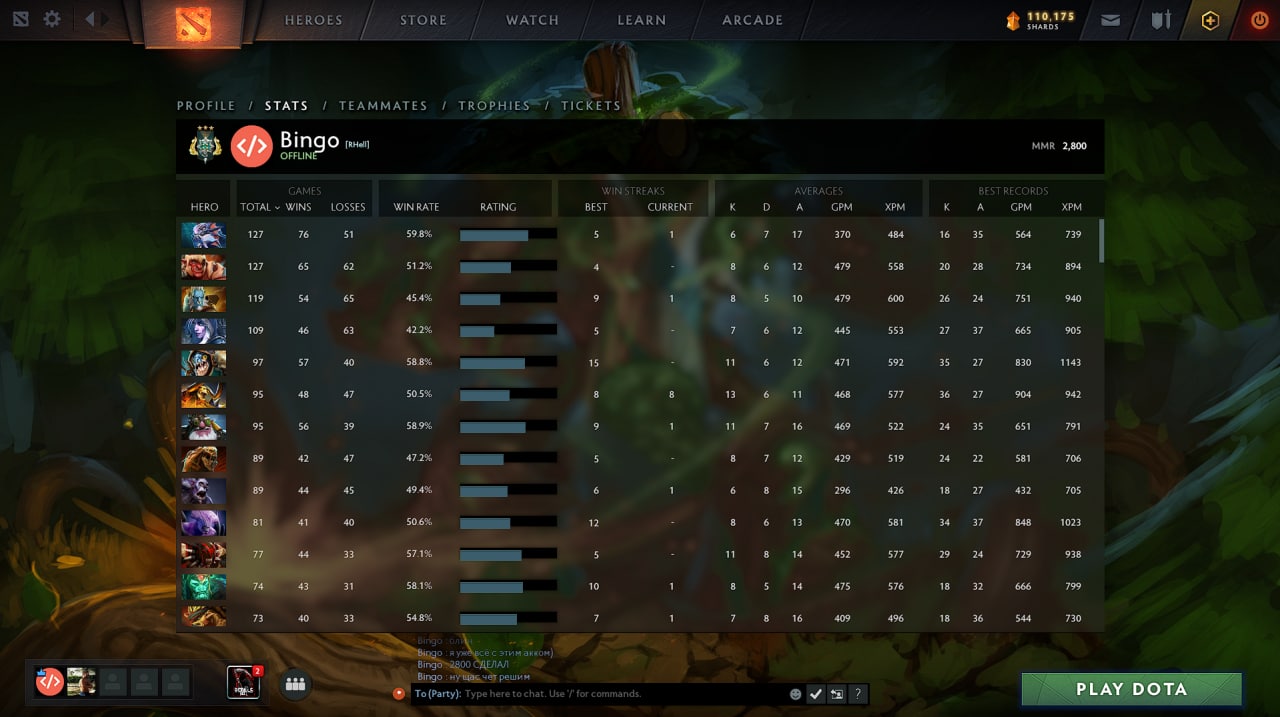 HEROES STORE WATCH LEARN ARCADE 110,175
SHARDS
PROFILE / STATS / TEAMMATES / TROPHIES / TICKETS
Bingo [RHell]
OFFLINE
MMR 2,800
GAMES WIN STREAKS AVERAGES BEST RECORDS
HERO TOTAL WINS LOSSES WIN RATE RATING BEST CURRENT K D A GPM XPM K A GPM XPM
127 76 51 59.8% 5 1 6 7 17 370 484 16 35 564 739
127 65 62 51.2% 4 - 8 6 12 479 558 20 28 734 894
119 54 65 45.4% 9 1 8 5 10 479 600 26 24 751 940
109 46 63 42.2% 5 - 7 6 12 445 553 27 37 665 905
97 57 40 58.8% 15 - 11 6 12 471 592 35 27 830 1143
95 48 47 50.5% 8 8 13 6 11 468 577 36 27 904 942
95 56 39 58.9% 9 1 11 7 16 469 522 24 35 651 791
89 42 47 47.2% 5 - 8 7 12 429 519 24 22 581 706
89 44 45 49.4% 6 1 6 8 15 296 426 18 27 432 705
81 41 40 50.6% 12 - 8 6 13 470 581 34 37 848 1023
77 44 33 57.1% 5 - 11 8 14 452 577 29 24 729 938
74 43 31 58.1% 10 1 8 5 14 475 576 18 32 666 799
73 40 33 54.8% 7 1 7 8 16 409 496 18 36 544 730
Bingo : блин
Bingo : я уже всё с этим акком)
Bingo : 2800 СДЕЛАЛ
Bingo : ну щас чёт решим
2
To (Party): Type here to chat. Use '/' for commands.
?
PLAY DOTA